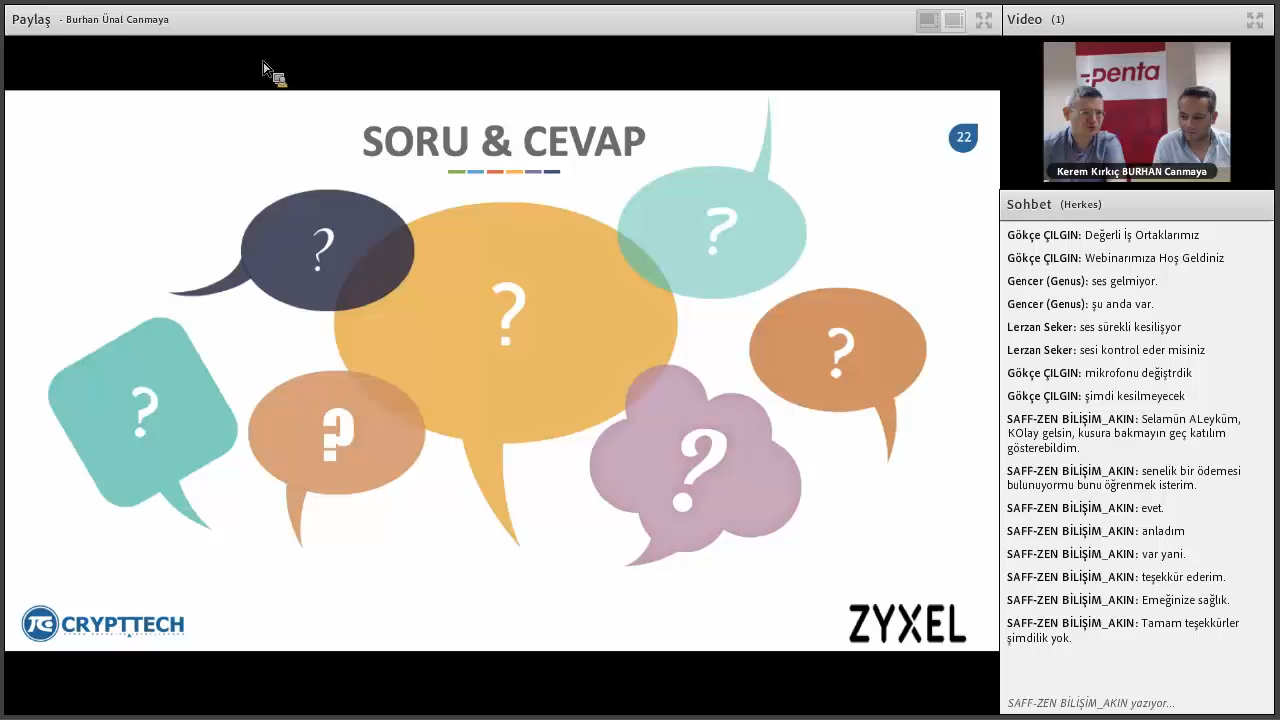 Paylaş - Burhan Ünal Canmaya
SORU & CEVAP
22
?
?
?
?
?
?
?
CRYPTTECH
ZYXEL
Video (1)
penta
Kerem Kırkıç BURHAN Canmaya
Sohbet (Herkes)
Gökçe ÇILGIN: Değerli İş Ortaklarımız
Gökçe ÇILGIN: Webinarımıza Hoş Geldiniz
Gencer (Genus): ses gelmiyor.
Gencer (Genus): şu anda var.
Lerzan Seker: ses sürekli kesilişyor
Lerzan Seker: sesi kontrol eder misiniz
Gökçe ÇILGIN: mikrofonu değiştrdik
Gökçe ÇILGIN: şimdi kesilmeyecek
SAFF-ZEN BİLİŞİM_AKIN: Selamün ALeyküm,
KOlay gelsin, kusura bakmayın geç katılım
gösterebildim.
SAFF-ZEN BİLİŞİM_AKIN: senelik bir ödemesi
bulunuyormu bunu öğrenmek isterim.
SAFF-ZEN BİLİŞİM_AKIN: evet.
SAFF-ZEN BİLİŞİM_AKIN: anladım
SAFF-ZEN BİLİŞİM_AKIN: var yani.
SAFF-ZEN BİLİŞİM_AKIN: teşekkür ederim.
SAFF-ZEN BİLİŞİM_AKIN: Emeğinize sağlık.
SAFF-ZEN BİLİŞİM_AKIN: Tamam teşekkürler
şimdilik yok.
SAFF-ZEN BİLİŞİM_AKIN yazıyor...